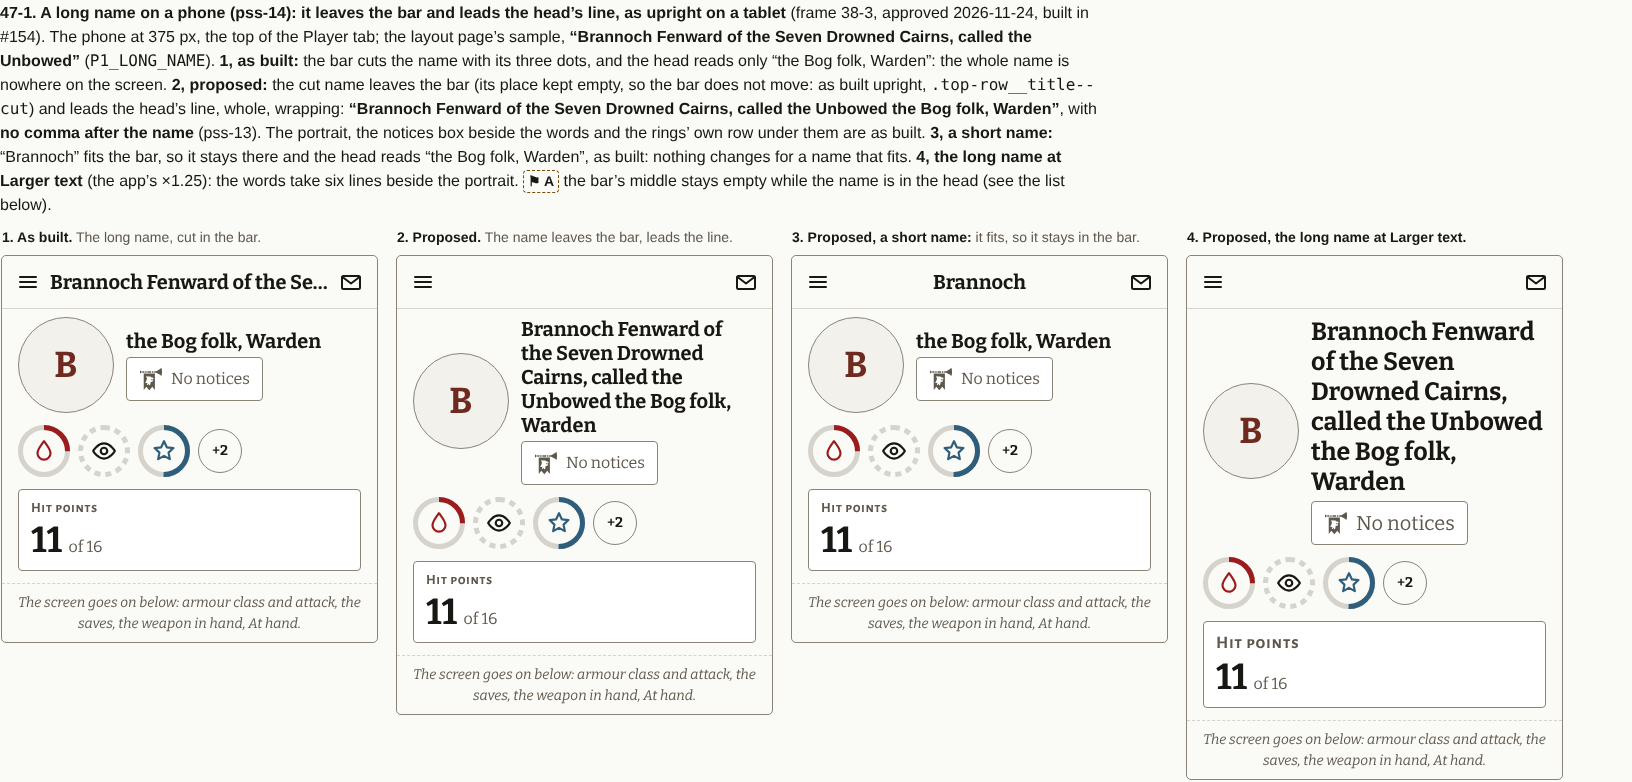 47-1. A long name on a phone (pss-14): it leaves the bar and leads the head’s line, as upright on a tablet (frame 38-3, approved 2026-11-24, built in
#154). The phone at 375 px, the top of the Player tab; the layout page’s sample, “Brannoch Fenward of the Seven Drowned Cairns, called the
Unbowed” (P1_LONG_NAME). 1, as built: the bar cuts the name with its three dots, and the head reads only “the Bog folk, Warden”: the whole name is
nowhere on the screen. 2, proposed: the cut name leaves the bar (its place kept empty, so the bar does not move: as built upright, .top-row__title--
cut) and leads the head’s line, whole, wrapping: “Brannoch Fenward of the Seven Drowned Cairns, called the Unbowed the Bog folk, Warden”, with
no comma after the name (pss-13). The portrait, the notices box beside the words and the rings’ own row under them are as built. 3, a short name:
“Brannoch” fits the bar, so it stays there and the head reads “the Bog folk, Warden”, as built: nothing changes for a name that fits. 4, the long name at
Larger text (the app’s ×1.25): the words take six lines beside the portrait. ⚑ A the bar’s middle stays empty while the name is in the head (see the list
below).
1. As built. The long name, cut in the bar.
Brannoch Fenward of the Se...
B
the Bog folk, Warden
No notices
+2
Hit points
11 of 16
The screen goes on below: armour class and attack, the
saves, the weapon in hand, At hand.
2. Proposed. The name leaves the bar, leads the line.
B
Brannoch Fenward of
the Seven Drowned
Cairns, called the
Unbowed the Bog folk,
Warden
No notices
+2
Hit points
11 of 16
The screen goes on below: armour class and attack, the
saves, the weapon in hand, At hand.
3. Proposed, a short name: it fits, so it stays in the bar.
Brannoch
B
the Bog folk, Warden
No notices
+2
Hit points
11 of 16
The screen goes on below: armour class and attack, the
saves, the weapon in hand, At hand.
4. Proposed, the long name at Larger text.
B
Brannoch Fenward
of the Seven
Drowned Cairns,
called the Unbowed
the Bog folk,
Warden
No notices
+2
Hit points
11 of 16
The screen goes on below: armour class and attack, the
saves, the weapon in hand, At hand.